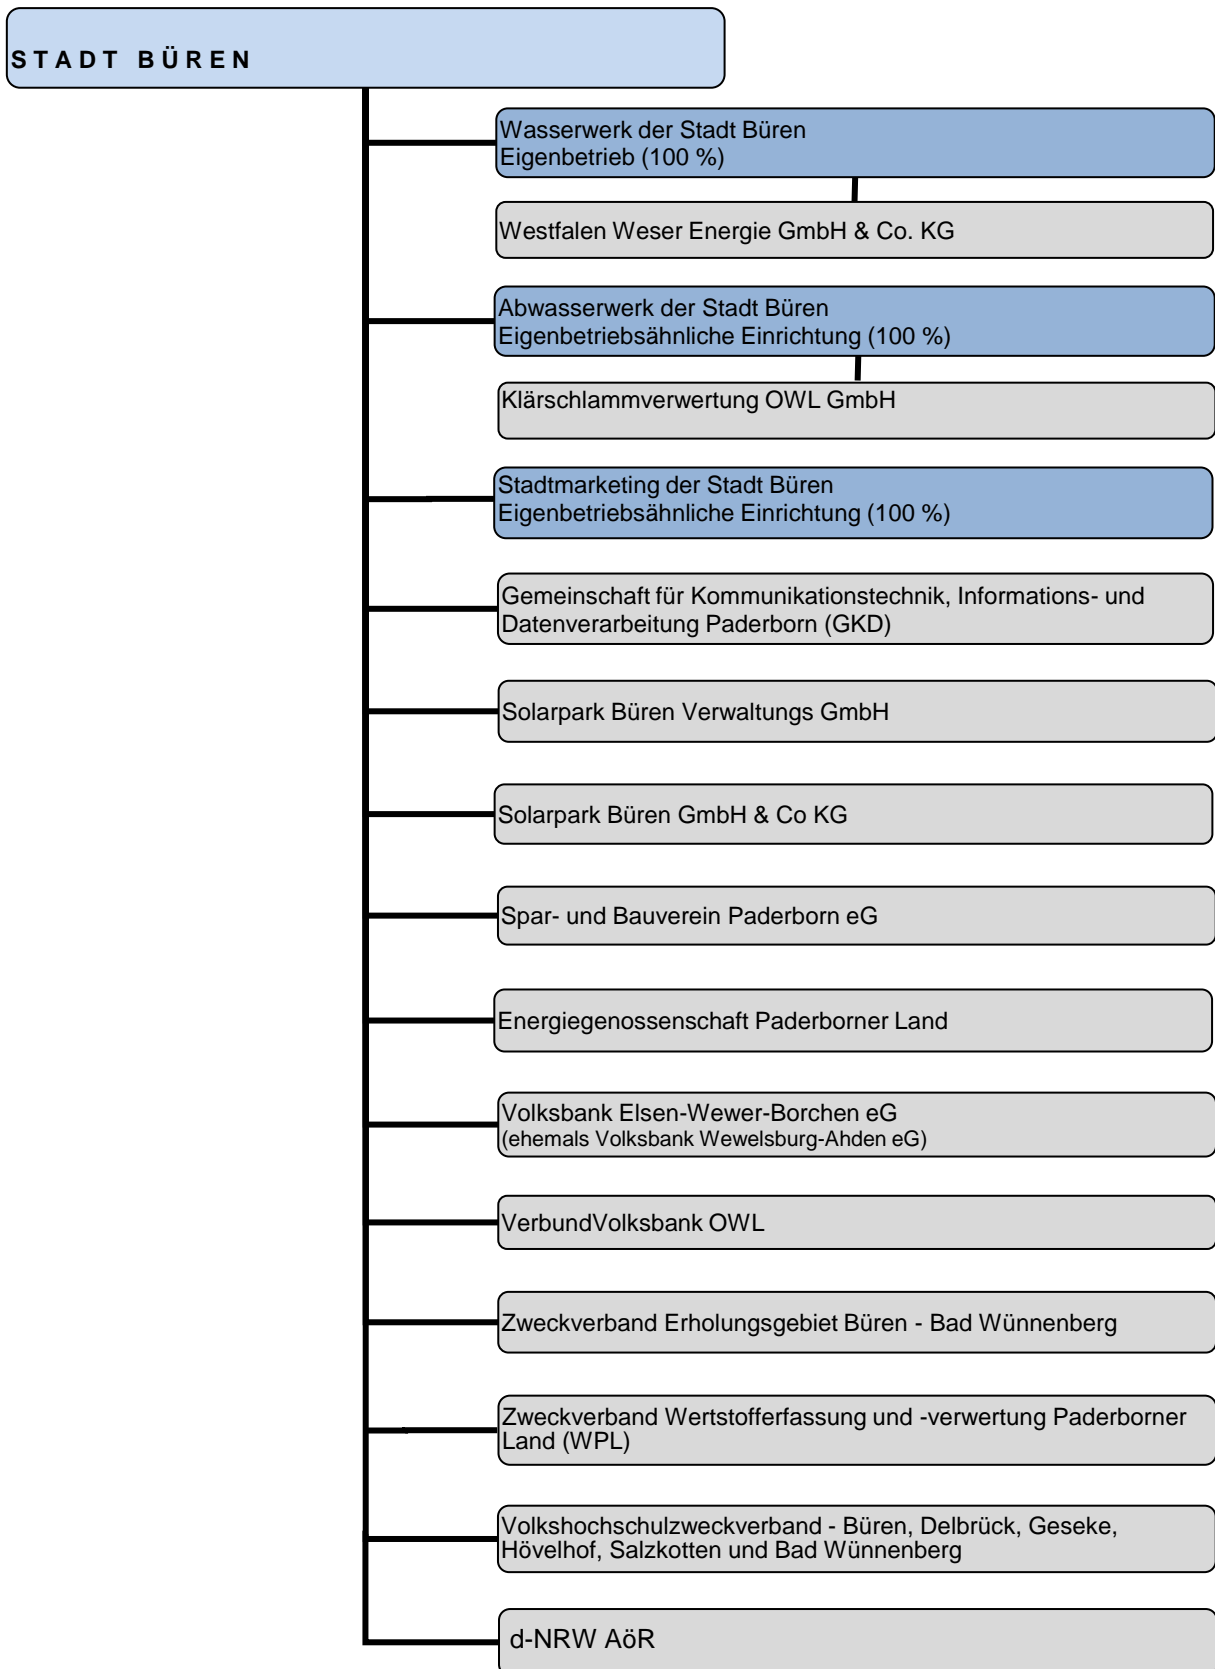 STADT BÜREN
Wasserwerk der Stadt Büren
Eigenbetrieb (100 %)
Westfalen Weser Energie GmbH & Co. KG
Abwasserwerk der Stadt Büren
Eigenbetriebsähnliche Einrichtung (100 %)
Klärschlammverwertung OWL GmbH
Stadtmarketing der Stadt Büren
Eigenbetriebsähnliche Einrichtung (100 %)
Gemeinschaft für Kommunikationstechnik, Informations- und
Datenverarbeitung Paderborn (GKD)
Solarpark Büren Verwaltungs GmbH
Solarpark Büren GmbH & Co KG
Spar- und Bauverein Paderborn eG
Energiegenossenschaft Paderborner Land
Volksbank Elsen-Wewer-Borchen eG
(ehemals Volksbank Wewelsburg-Ahden eG)
VerbundVolksbank OWL
Zweckverband Erholungsgebiet Büren - Bad Wünnenberg
Zweckverband Wertstofferfassung und -verwertung Paderborner
Land (WPL)
Volkshochschulzweckverband - Büren, Delbrück, Geseke,
Hövelhof, Salzkotten und Bad Wünnenberg
d-NRW AöR